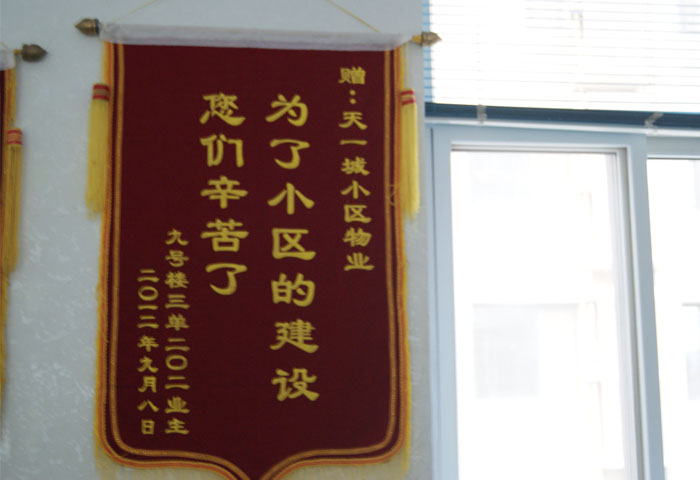 赠：天一城小区物业
为了小区的建设
您们辛苦了
九号楼三单二〇二业主
二〇一二年九月八日